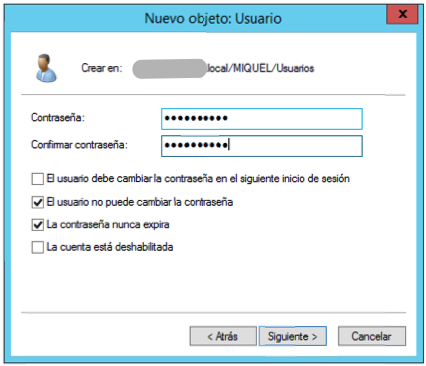 Nuevo objeto: Usuario
x
Crear en: local/MIQUEL/Usuarios
Contraseña: ●●●●●●●●●●
Confirmar contraseña: ●●●●●●●●●●
El usuario debe cambiar la contraseña en el siguiente inicio de sesión
El usuario no puede cambiar la contraseña
La contraseña nunca expira
La cuenta está deshabilitada
< Atrás Siguiente > Cancelar